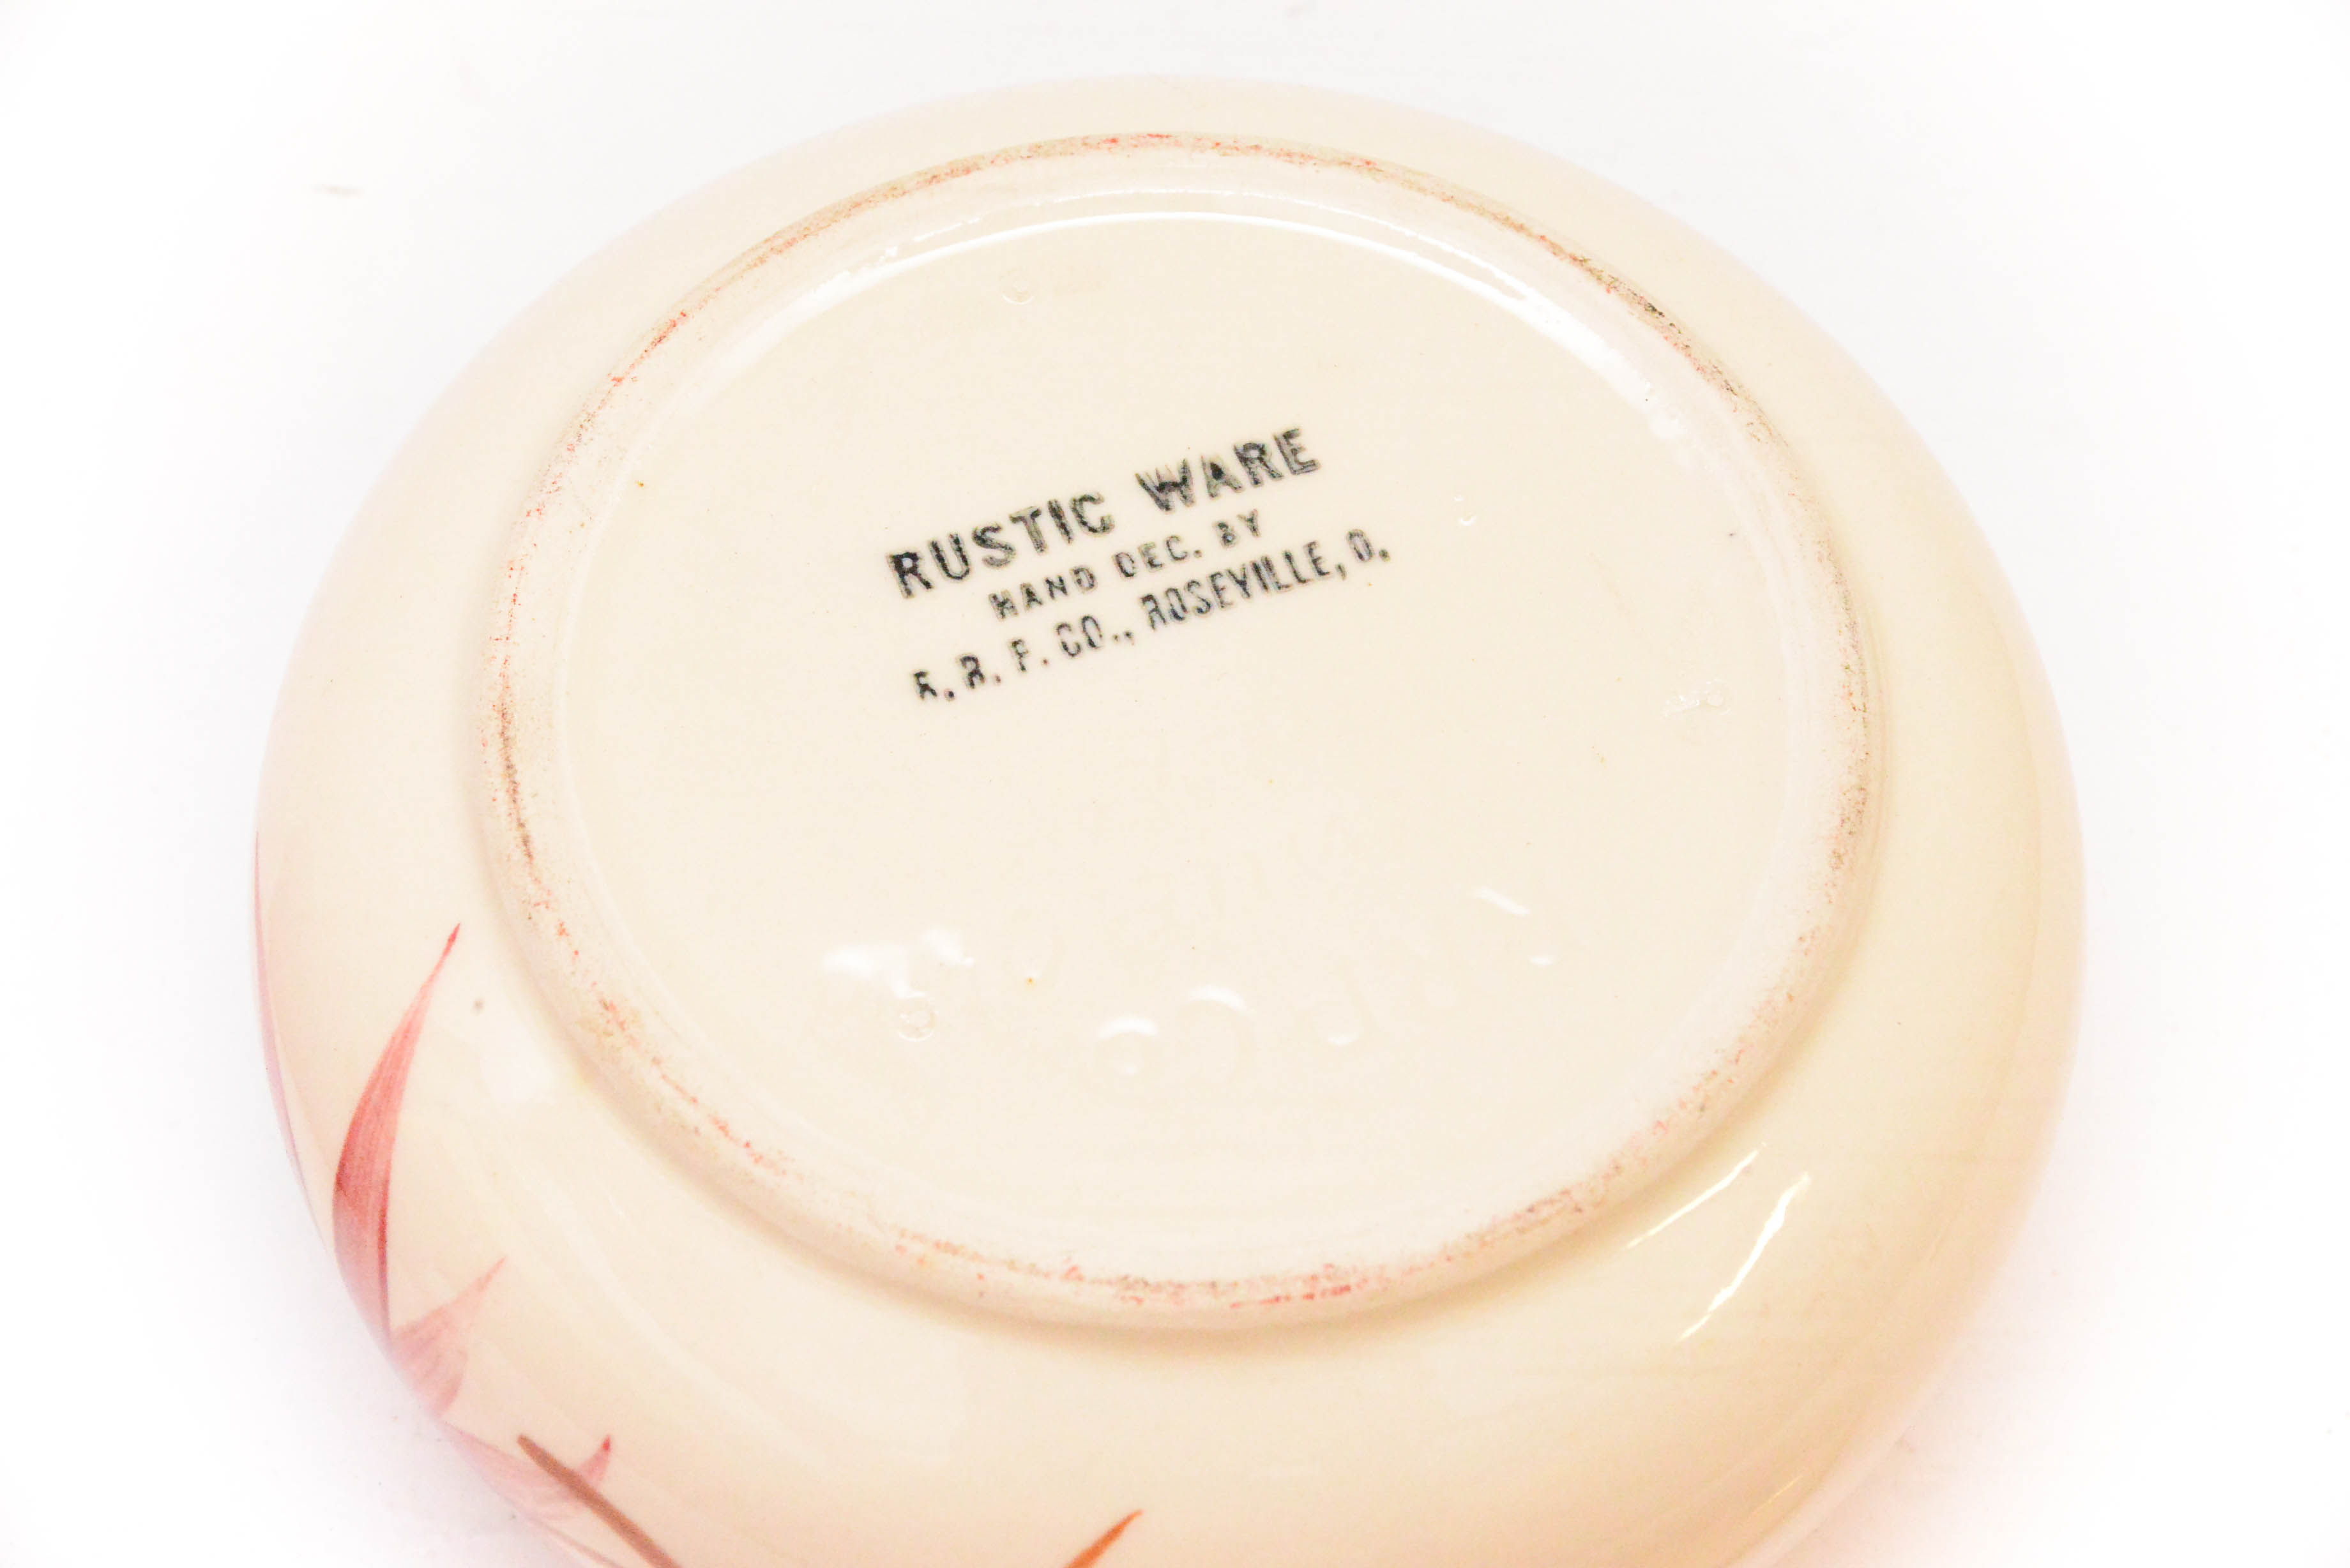 RUSTIC WARE
HAND DEC. BY
R. R. P. CO., ROSEVILLE, O.